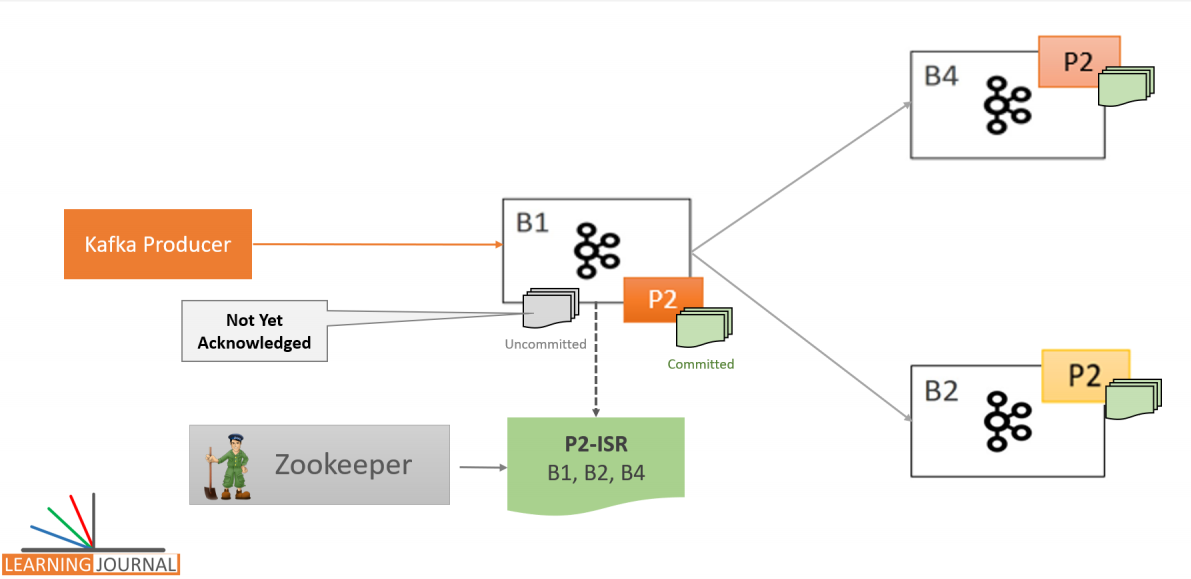 B4
P2
Kafka Producer
B1
P2
Not Yet
Acknowledged
Uncommitted
Committed
B2
P2
Zookeeper
P2-ISR
B1, B2, B4
LEARNING JOURNAL